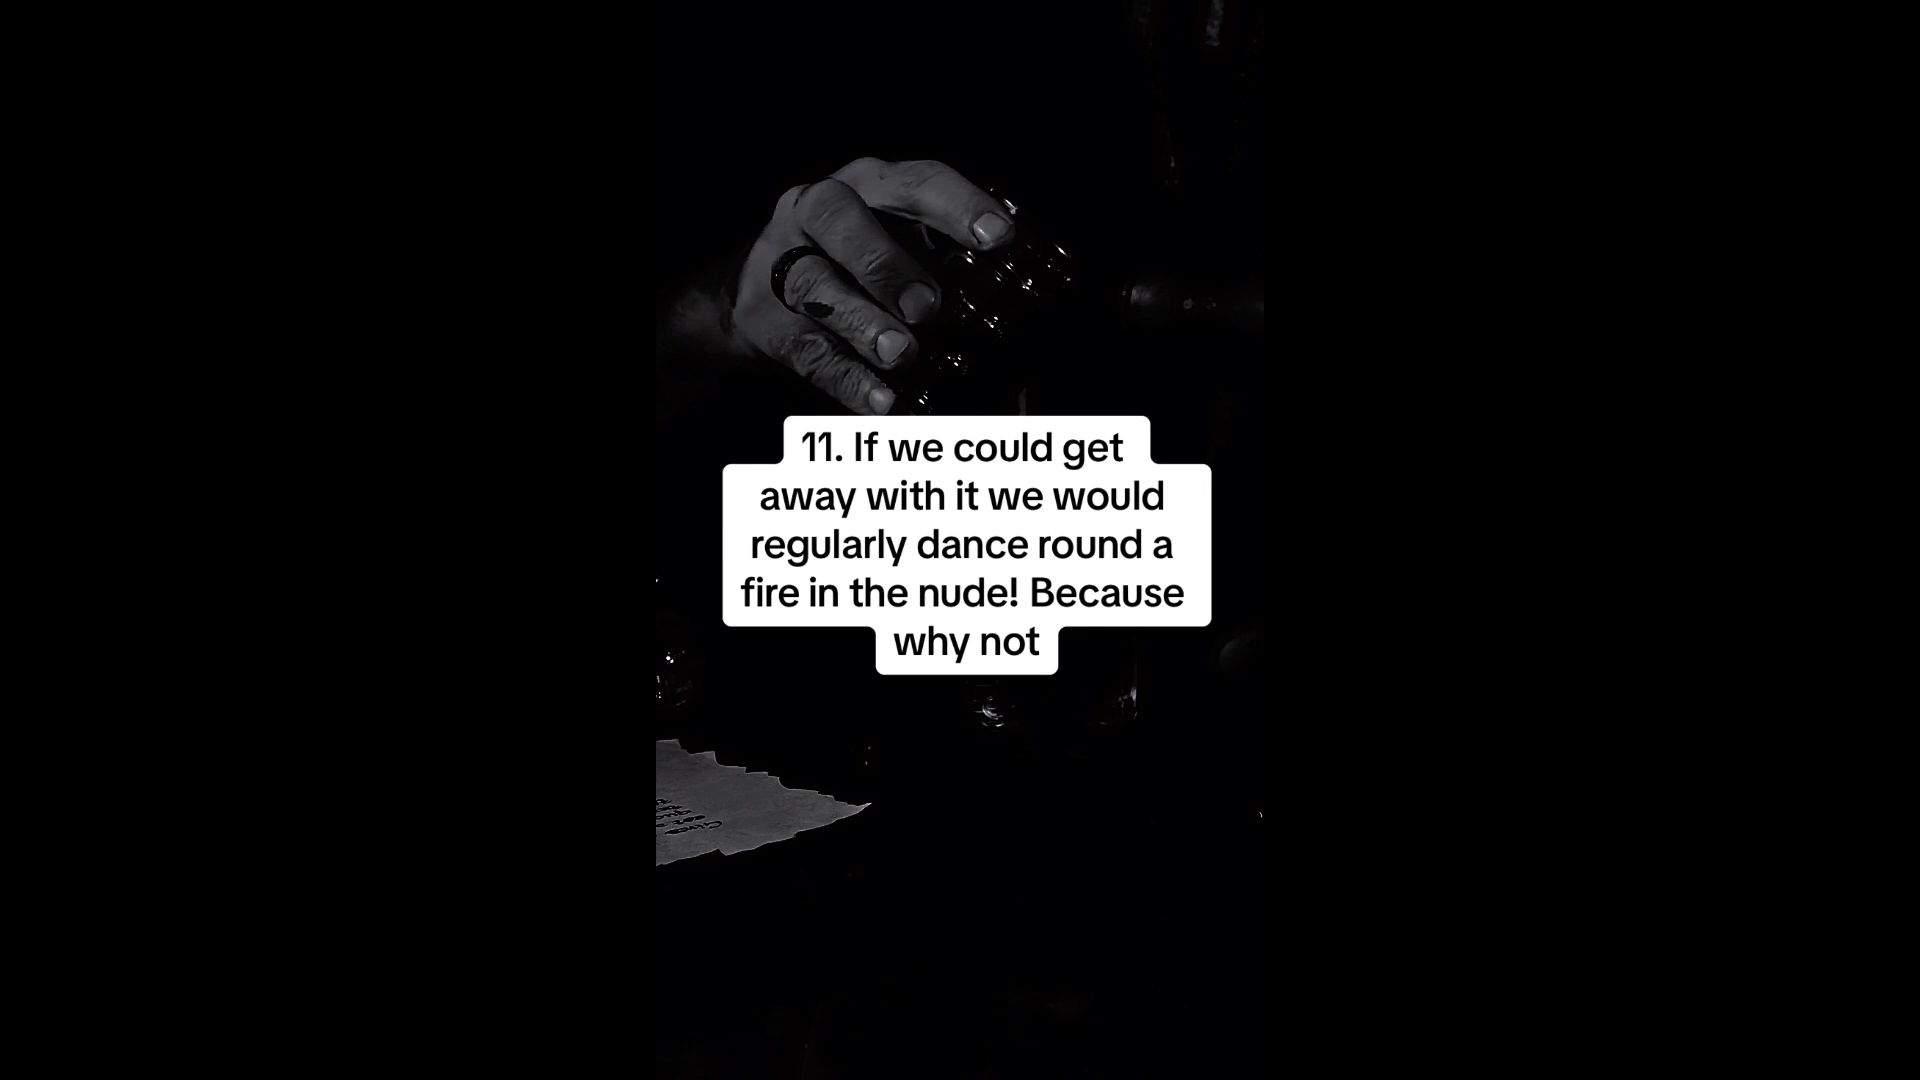 11. If we could get
away with it we would
regularly dance round a
fire in the nude! Because
why not